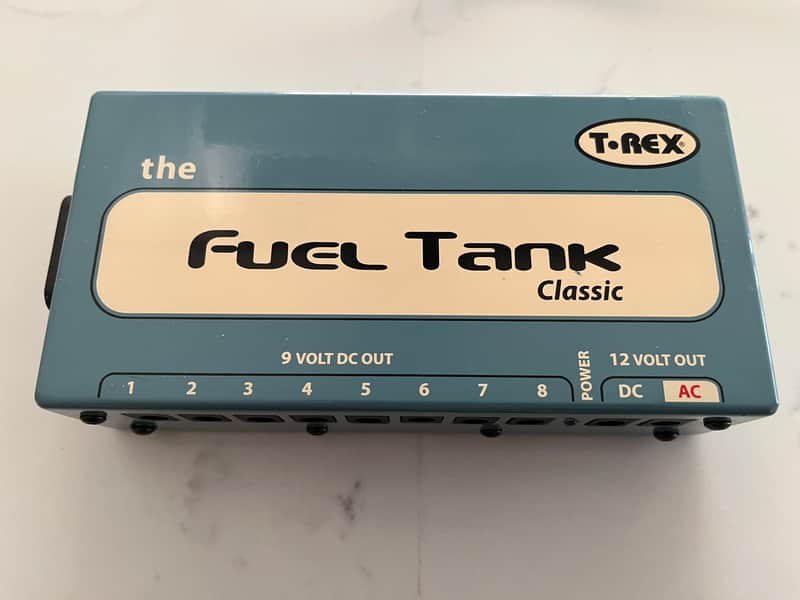 T•REX®
the
Fuel Tank
Classic
9 VOLT DC OUT
1 2 3 4 5 6 7 8
POWER
12 VOLT OUT
DC AC